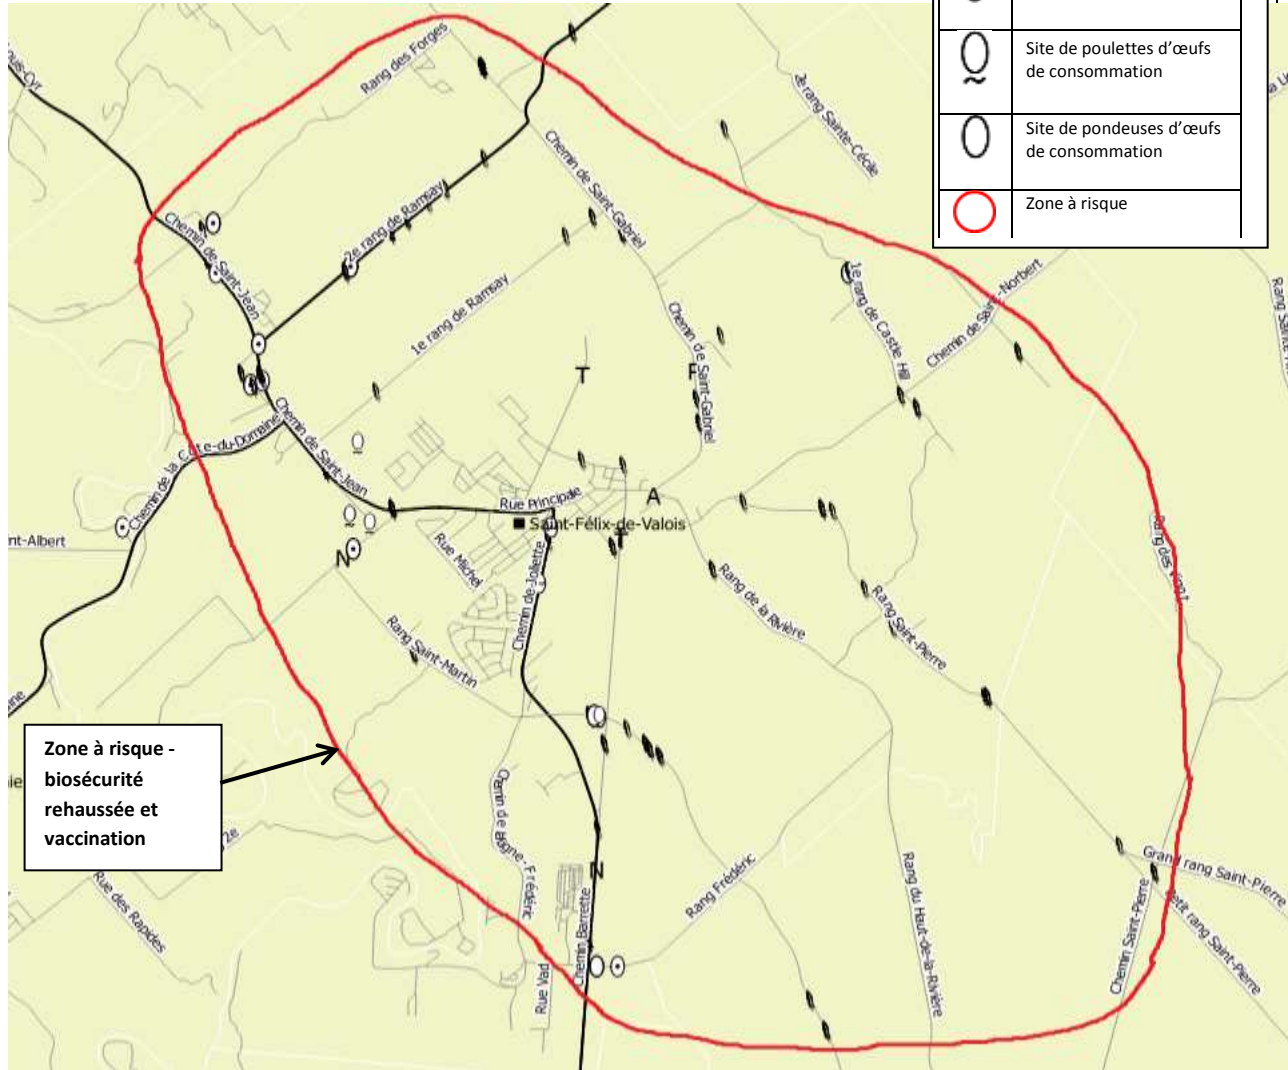 Site de poulettes d'œufs
de consommation
Site de pondeuses d'œufs
de consommation
Zone à risque
Rang des Forges
2e rang Sainte-Cécile
Chemin de Saint-Gabriel
2e rang de Ramsay
Chemin de Saint-Jean
1e rang de Ramsay
1e rang de Castle Hill
Chemin de Saint-Norbert
Chemin de Saint-Gabriel
T
F
Chemin de la Côte-du-Domaine
Chemin de Saint-Jean
Rue Principale
A
Saint-Félix-de-Valois
nt-Albert
Rue Michel
N
T
Chemin de Joliette
Rang des Vingt
Rang de la Rivière
Rang Saint-Pierre
Rang Saint-Martin
Zone à risque -
biosécurité
rehaussée et
vaccination
Rue des Rapides
N
Rang Frédéric
Chemin Barrette
Rue Vad
Rang du Haut-de-la-Rivière
Grand rang Saint-Pierre
Petit rang Saint-Pierre
Chemin Saint-Pierre